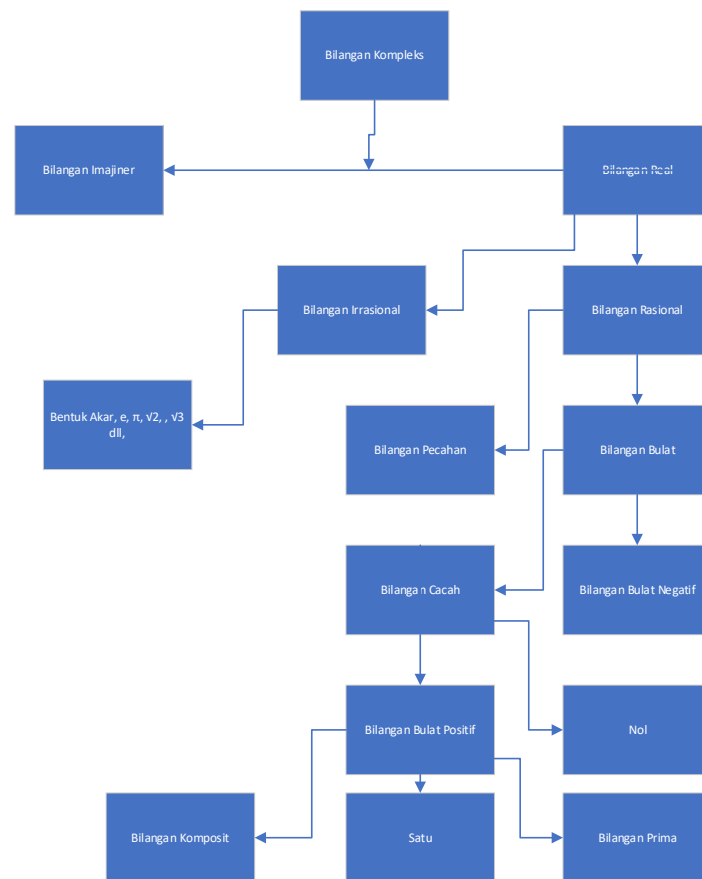 Bilangan Kompleks
Bilangan Imajiner
Bilangan Real
Bilangan Irrasional
Bilangan Rasional
Bentuk Akar, e, π, √2, , √3
dll,
Bilangan Pecahan
Bilangan Bulat
Bilangan Cacah
Bilangan Bulat Negatif
Bilangan Bulat Positif
Nol
Bilangan Komposit
Satu
Bilangan Prima